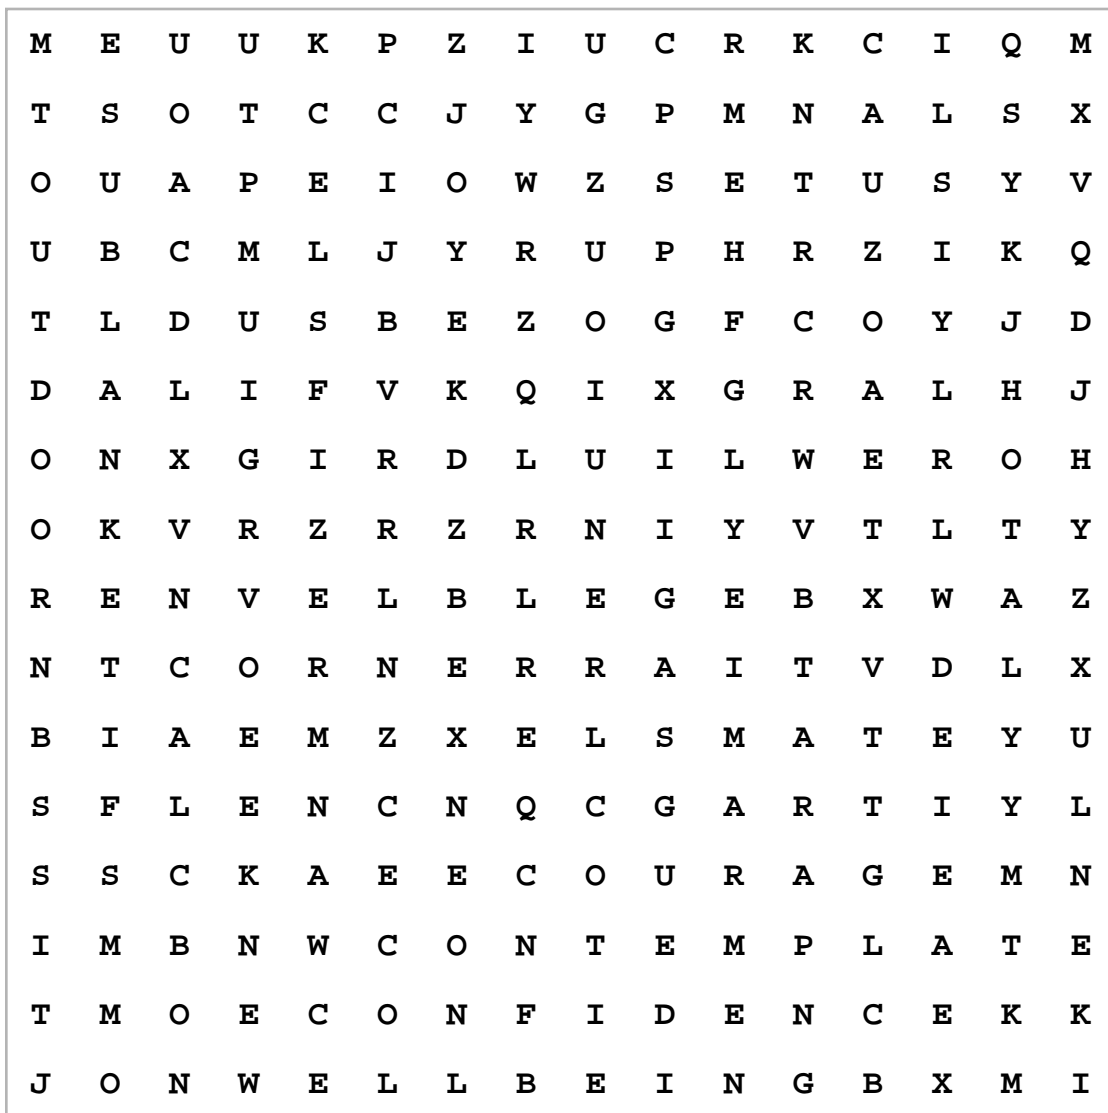 M E U U K P Z I U C R K C I Q M
T S O T C C J Y G P M N A L S X
O U A P E I O W Z S E T U S Y V
U B C M L J Y R U P H R Z I K Q
T L D U S B E Z O G F C O Y J D
D A L I F V K Q I X G R A L H J
O N X G I R D L U I L W E R O H
O K V R Z R Z R N I Y V T L T Y
R E N V E L B L E G E B X W A Z
N T C O R N E R R A I T V D L X
B I A E M Z X E L S M A T E Y U
S F L E N C N Q C G A R T I Y L
S S C K A E E C O U R A G E M N
I M B N W C O N T E M P L A T E
T M O E C O N F I D E N C E K K
J O N W E L L B E I N G B X M I